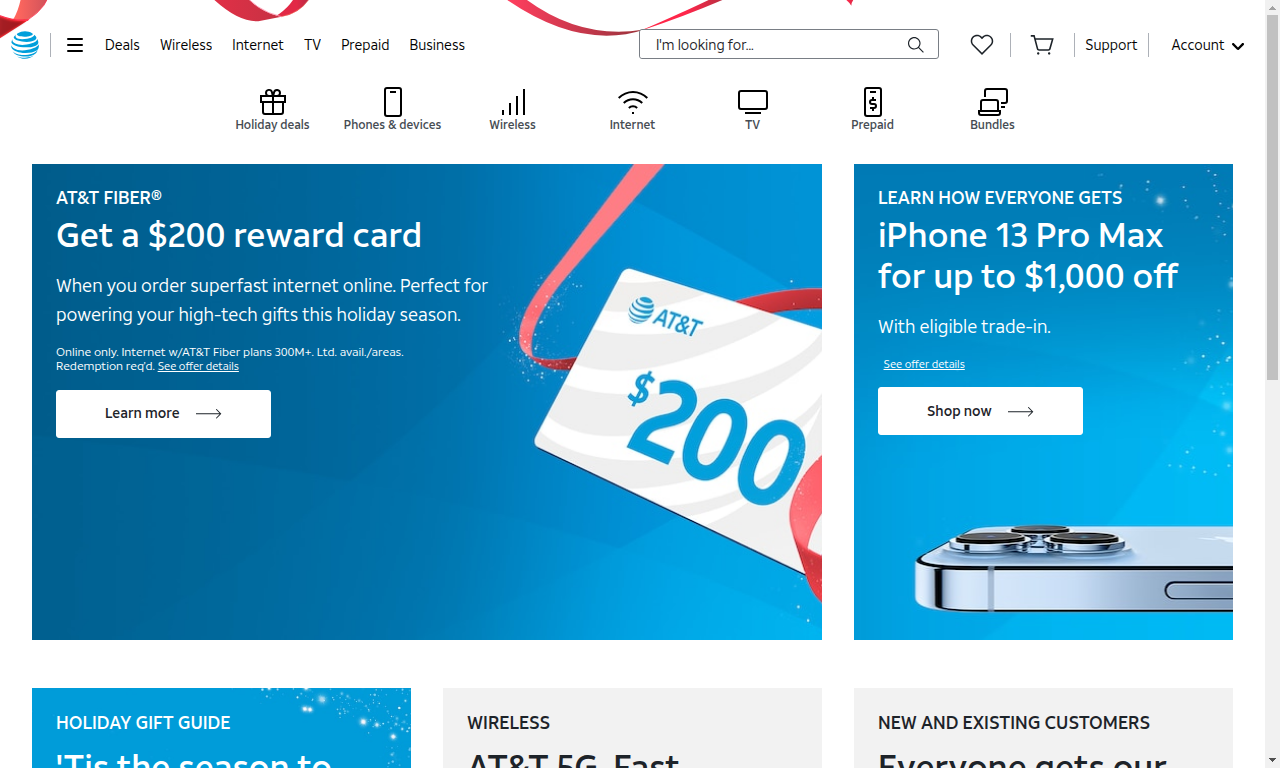 Deals Wireless Internet TV Prepaid Business I'm looking for... Support Account
Holiday deals Phones & devices Wireless Internet TV Prepaid Bundles
AT&T FIBER®
Get a $200 reward card
When you order superfast internet online. Perfect for
powering your high-tech gifts this holiday season.
Online only. Internet w/AT&T Fiber plans 300M+. Ltd. avail./areas.
Redemption req'd. See offer details
Learn more
AT&T
$200
LEARN HOW EVERYONE GETS
iPhone 13 Pro Max
for up to $1,000 off
With eligible trade-in.
See offer details
Shop now
HOLIDAY GIFT GUIDE
'Tis the season to
WIRELESS
AT&T 5G. Fast.
NEW AND EXISTING CUSTOMERS
Everyone gets our